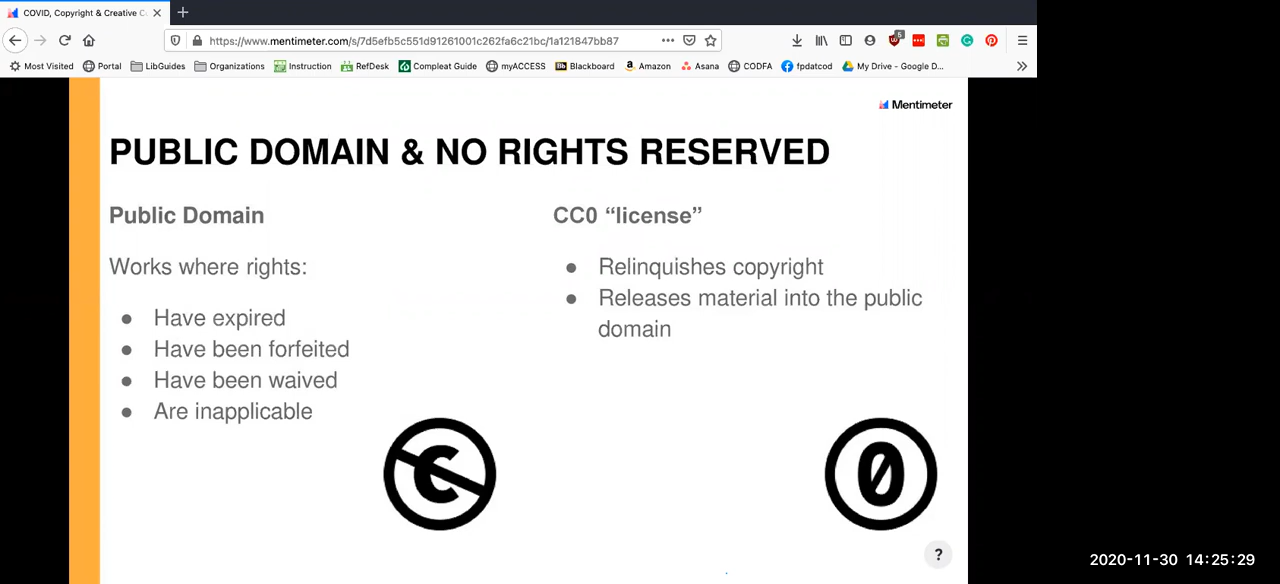 COVID, Copyright & Creative C
https://www.mentimeter.com/s/7d5efb5c551d91261001c262fa6c21bc/1a121847bb87
5
Most Visited Portal LibGuides Organizations Instruction RefDesk Compleat Guide myACCESS Bb Blackboard Amazon Asana CODFA fpdatcod My Drive - Google D...
Mentimeter
PUBLIC DOMAIN & NO RIGHTS RESERVED
Public Domain
Works where rights:
● Have expired
● Have been forfeited
● Have been waived
● Are inapplicable
CC0 “license”
● Relinquishes copyright
● Releases material into the public
domain
C
0
?
2020-11-30 14:25:29